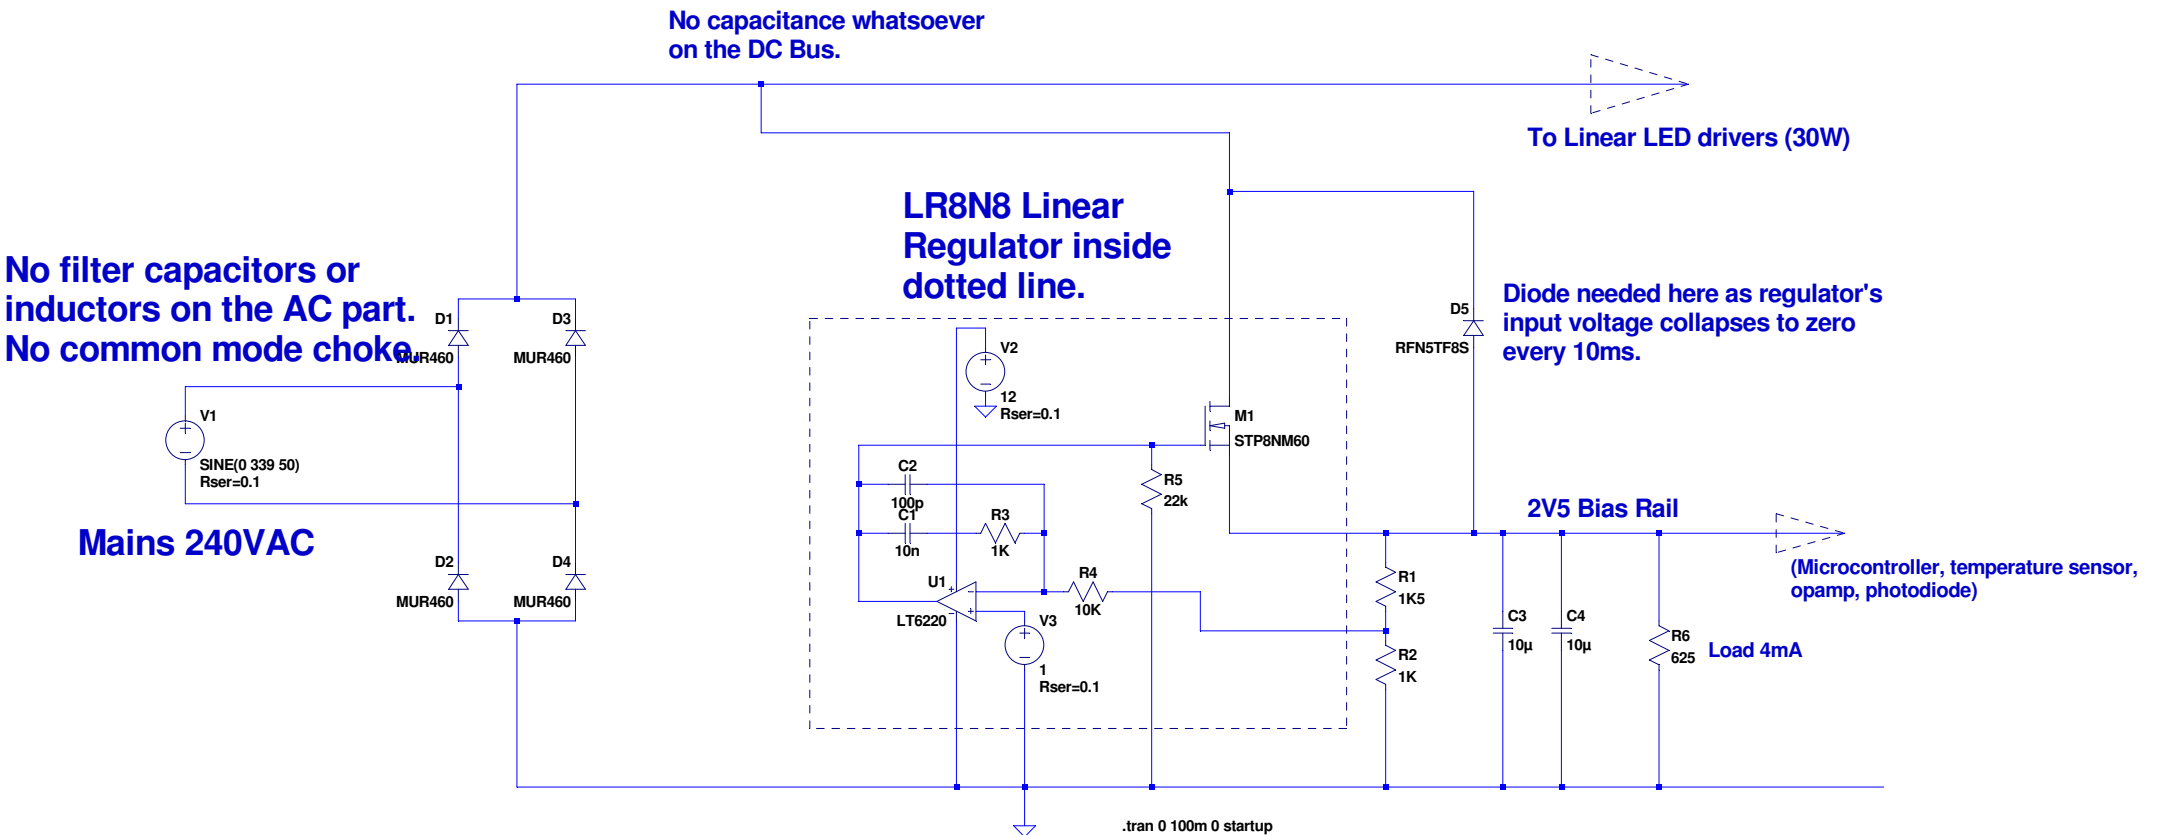 No capacitance whatsoever
on the DC Bus.
To Linear LED drivers (30W)
LR8N8 Linear
Regulator inside
dotted line.
No filter capacitors or
inductors on the AC part.
No common mode choke.
D1
MUR460
D3
MUR460
D5
RFN5TF8S
Diode needed here as regulator's
input voltage collapses to zero
every 10ms.
V2
12
Rser=0.1
V1
SINE(0 339 50)
Rser=0.1
M1
STP8NM60
C2
100p
C1
10n
R3
1K
R5
22k
2V5 Bias Rail
Mains 240VAC
D2
MUR460
D4
MUR460
U1
LT6220
R4
10K
V3
1
Rser=0.1
R1
1K5
R2
1K
C3
10µ
C4
10µ
R6
625
Load 4mA
(Microcontroller, temperature sensor,
opamp, photodiode)
.tran 0 100m 0 startup